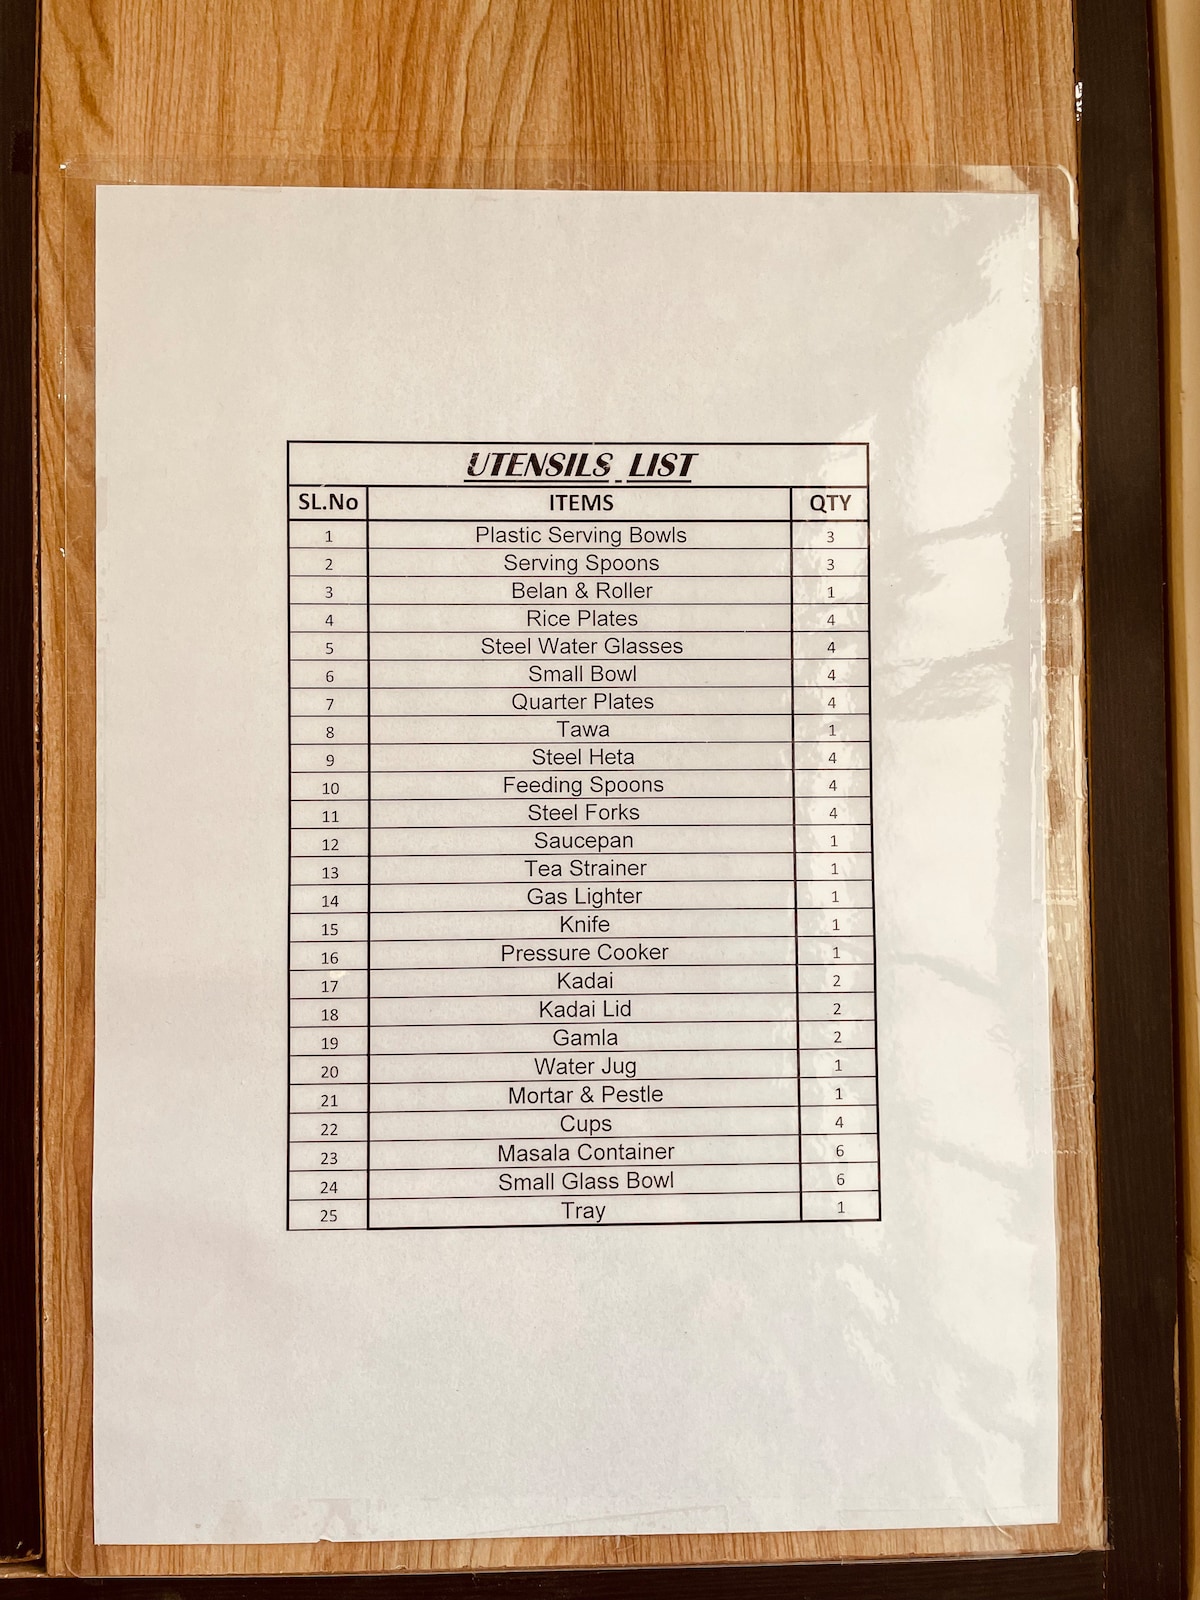 UTENSILS LIST
SL.No ITEMS QTY
1 Plastic Serving Bowls 3
2 Serving Spoons 3
3 Belan & Roller 1
4 Rice Plates 4
5 Steel Water Glasses 4
6 Small Bowl 4
7 Quarter Plates 4
8 Tawa 1
9 Steel Heta 4
10 Feeding Spoons 4
11 Steel Forks 4
12 Saucepan 1
13 Tea Strainer 1
14 Gas Lighter 1
15 Knife 1
16 Pressure Cooker 1
17 Kadai 2
18 Kadai Lid 2
19 Gamla 2
20 Water Jug 1
21 Mortar & Pestle 1
22 Cups 4
23 Masala Container 6
24 Small Glass Bowl 6
25 Tray 1